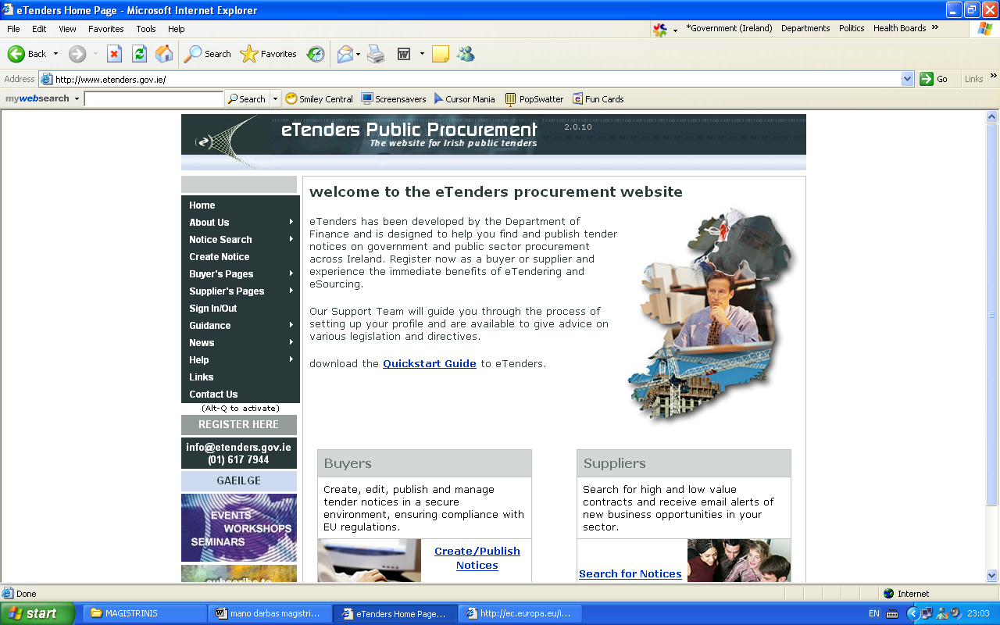 eTenders Home Page - Microsoft Internet Explorer
File Edit View Favorites Tools Help
*Government (Ireland) Departments Politics Health Boards »
Back Search Favorites
Address http://www.etenders.gov.ie/ Go Links »
mywebsearch Search Smiley Central Screensavers Cursor Mania PopSwatter Fun Cards
eTenders Public Procurement 2.0.10
The website for Irish public tenders
Home
About Us
Notice Search
Create Notice
Buyer's Pages
Supplier's Pages
Sign In/Out
Guidance
News
Help
Links
Contact Us
(Alt-Q to activate)
REGISTER HERE
info@etenders.gov.ie
(01) 617 7944
GAEILGE
EVENTS
WORKSHOPS
SEMINARS
subscribe to
welcome to the eTenders procurement website
eTenders has been developed by the Department of
Finance and is designed to help you find and publish tender
notices on government and public sector procurement
across Ireland. Register now as a buyer or supplier and
experience the immediate benefits of eTendering and
eSourcing.
Our Support Team will guide you through the process of
setting up your profile and are available to give advice on
various legislation and directives.
download the Quickstart Guide to eTenders.
Buyers
Create, edit, publish and manage
tender notices in a secure
environment, ensuring compliance with
EU regulations.
Create/Publish
Notices
Suppliers
Search for high and low value
contracts and receive email alerts of
new business opportunities in your
sector.
Search for Notices
Done Internet
start MAGISTRINIS mano darbas magistri... eTenders Home Page... http://ec.europa.eu/i... EN 23:03